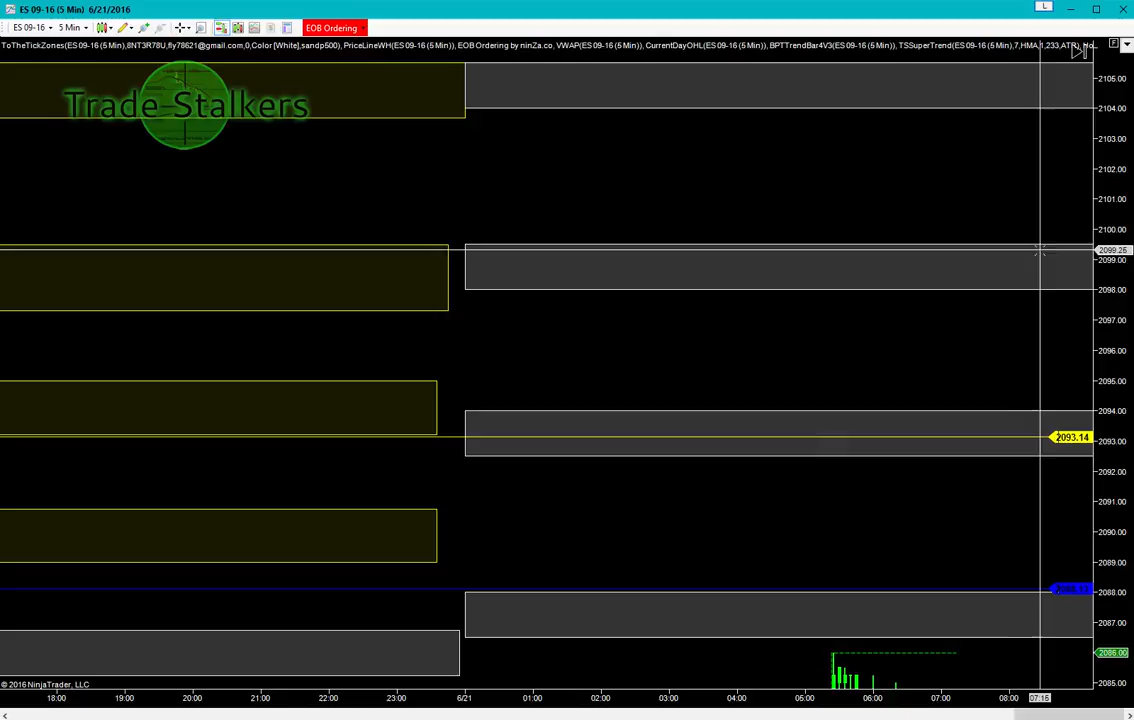 ES 09-16 (5 Min) 6/21/2016
L
ES 09-16 5 Min EOB Ordering
ToTheTickZones(ES 09-16 (5 Min),8NT3R78U,fly78621@gmail.com,0,Color [White],sandp500), PriceLineWH(ES 09-16 (5 Min)), EOB Ordering by ninZa.co, VWAP(ES 09-16 (5 Min)), CurrentDayOHL(ES 09-16 (5 Min)), BPTTrendBar4V3(ES 09-16 (5 Min)), TSSuperTrend(ES 09-16 (5 Min),7,HMA,1,233,ATR), Ho...
F
Trade-Stalkers
2105.00
2104.00
2103.00
2102.00
2101.00
2100.00
2099.26
2099.00
2098.00
2097.00
2096.00
2095.00
2094.00
2093.14
2093.00
2092.00
2091.00
2090.00
2089.00
2088.00
2087.00
2086.00
2085.00
© 2016 NinjaTrader, LLC
18:00 19:00 20:00 21:00 22:00 23:00 6/21 01:00 02:00 03:00 04:00 05:00 06:00 07:00 08:00 07:15